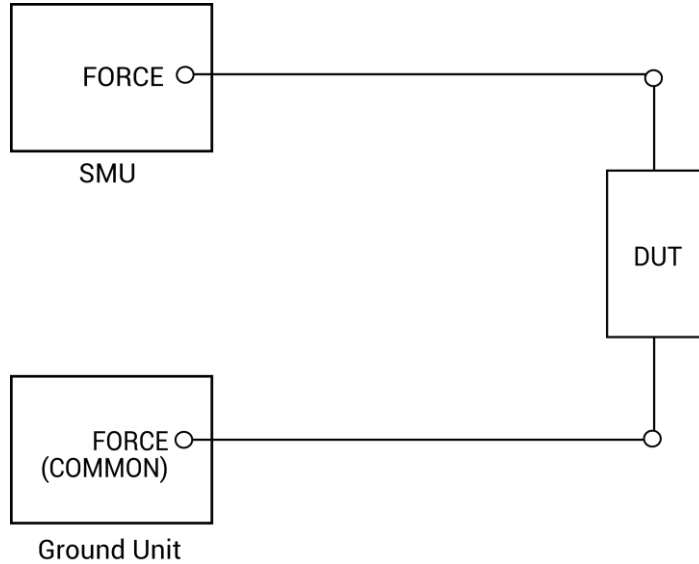 FORCE
SMU
DUT
FORCE
(COMMON)
Ground Unit